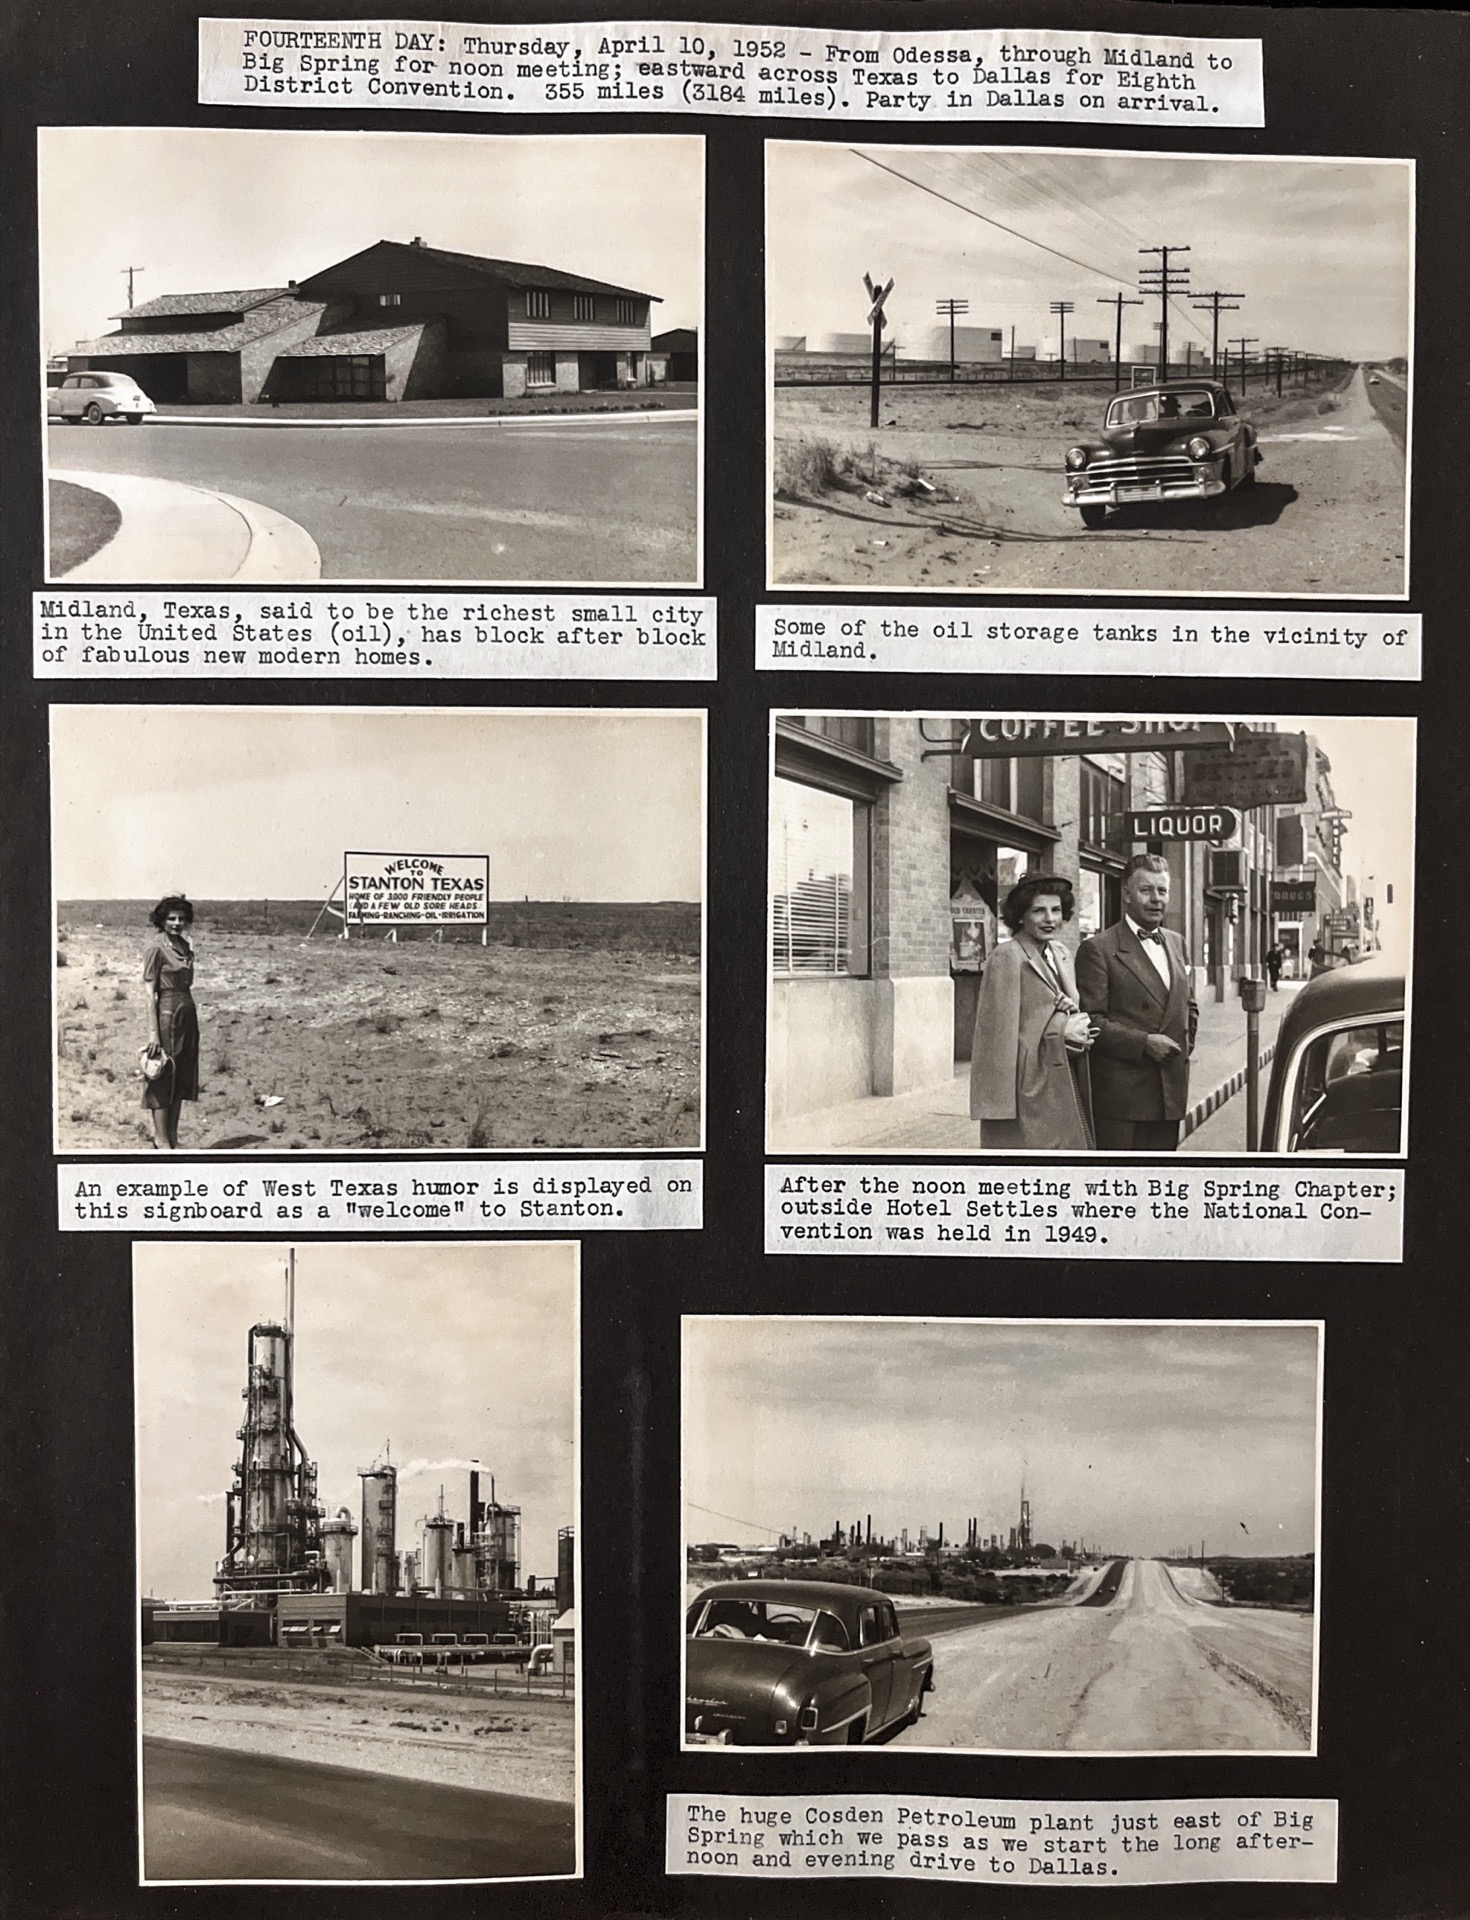 FOURTEENTH DAY: Thursday, April 10, 1952 - From Odessa, through Midland to
Big Spring for noon meeting; eastward across Texas to Dallas for Eighth
District Convention. 355 miles (3184 miles). Party in Dallas on arrival.
Midland, Texas, said to be the richest small city
in the United States (oil), has block after block
of fabulous new modern homes.
Some of the oil storage tanks in the vicinity of
Midland.
WELCOME
TO
STANTON TEXAS
HOME OF 3000 FRIENDLY PEOPLE
(AND A FEW OLD SORE HEADS
FARMING-RANCHING-OIL-IRRIGATION
COFFEE SHOP
SETTLES
LIQUOR
DRUGS
An example of West Texas humor is displayed on
this signboard as a "welcome" to Stanton.
After the noon meeting with Big Spring Chapter;
outside Hotel Settles where the National Con-
vention was held in 1949.
The huge Cosden Petroleum plant just east of Big
Spring which we pass as we start the long after-
noon and evening drive to Dallas.